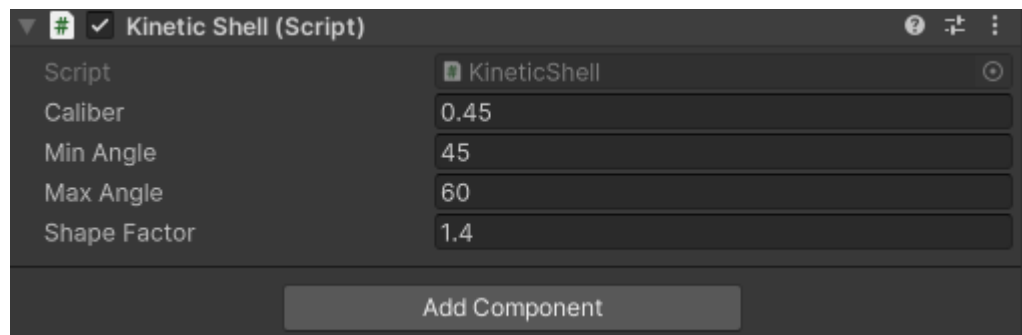 Kinetic Shell (Script)
Script KineticShell
Caliber 0.45
Min Angle 45
Max Angle 60
Shape Factor 1.4
Add Component